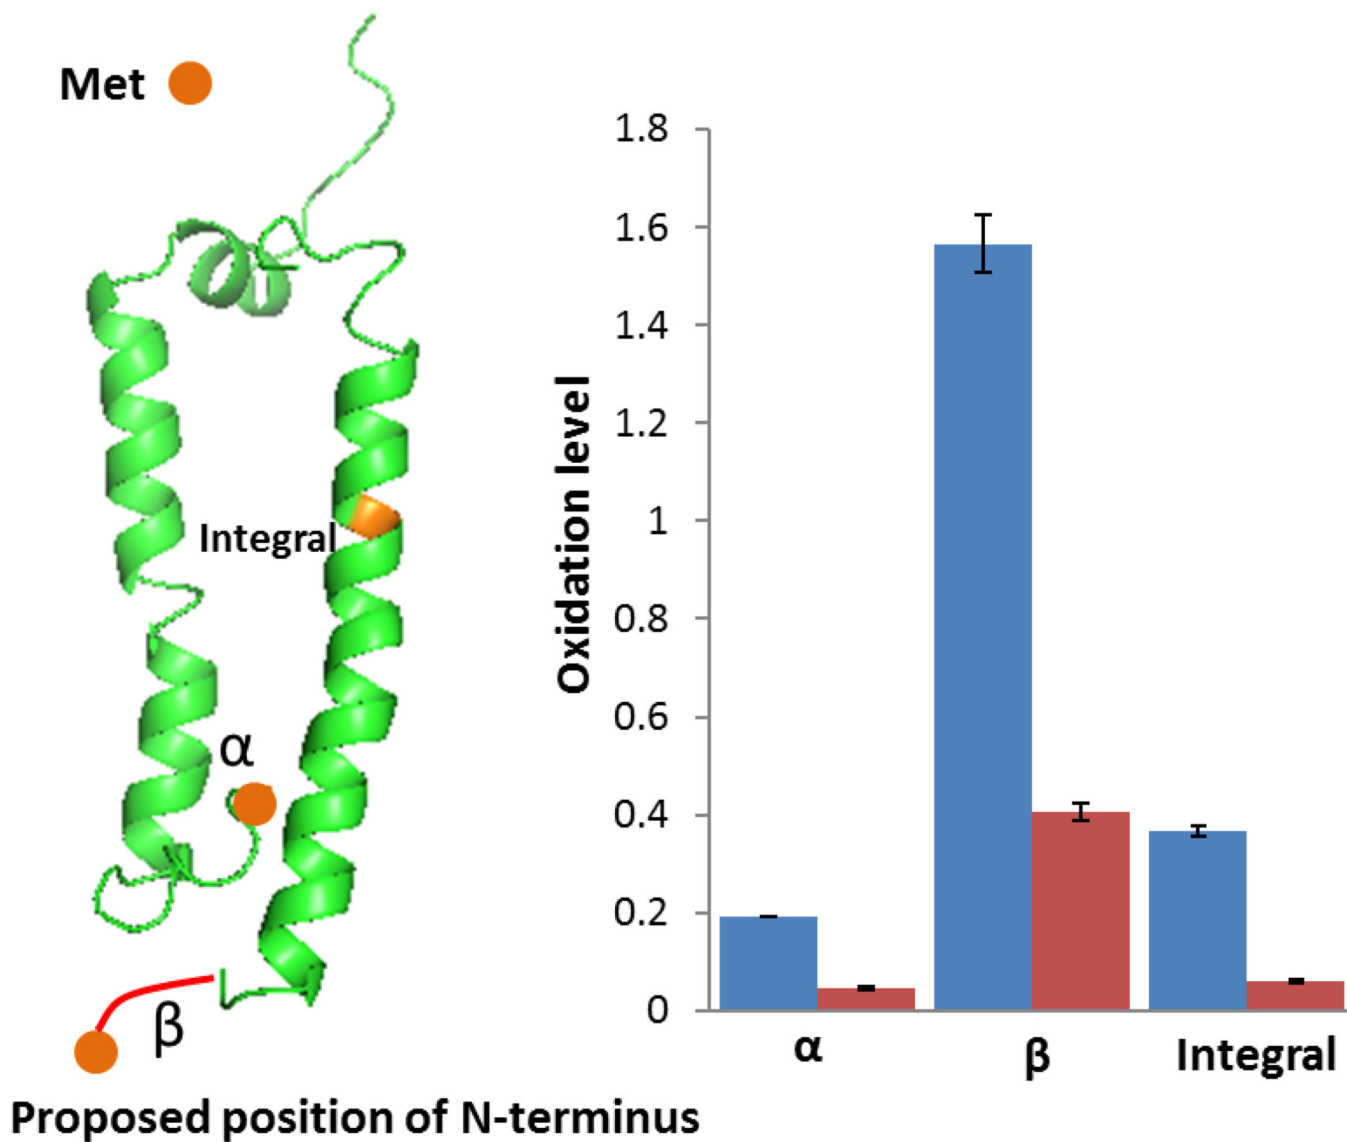 Met
Integral
α
β
Proposed position of N-terminus
Oxidation level
1.8
1.6
1.4
1.2
1
0.8
0.6
0.4
0.2
0
α
β
Integral